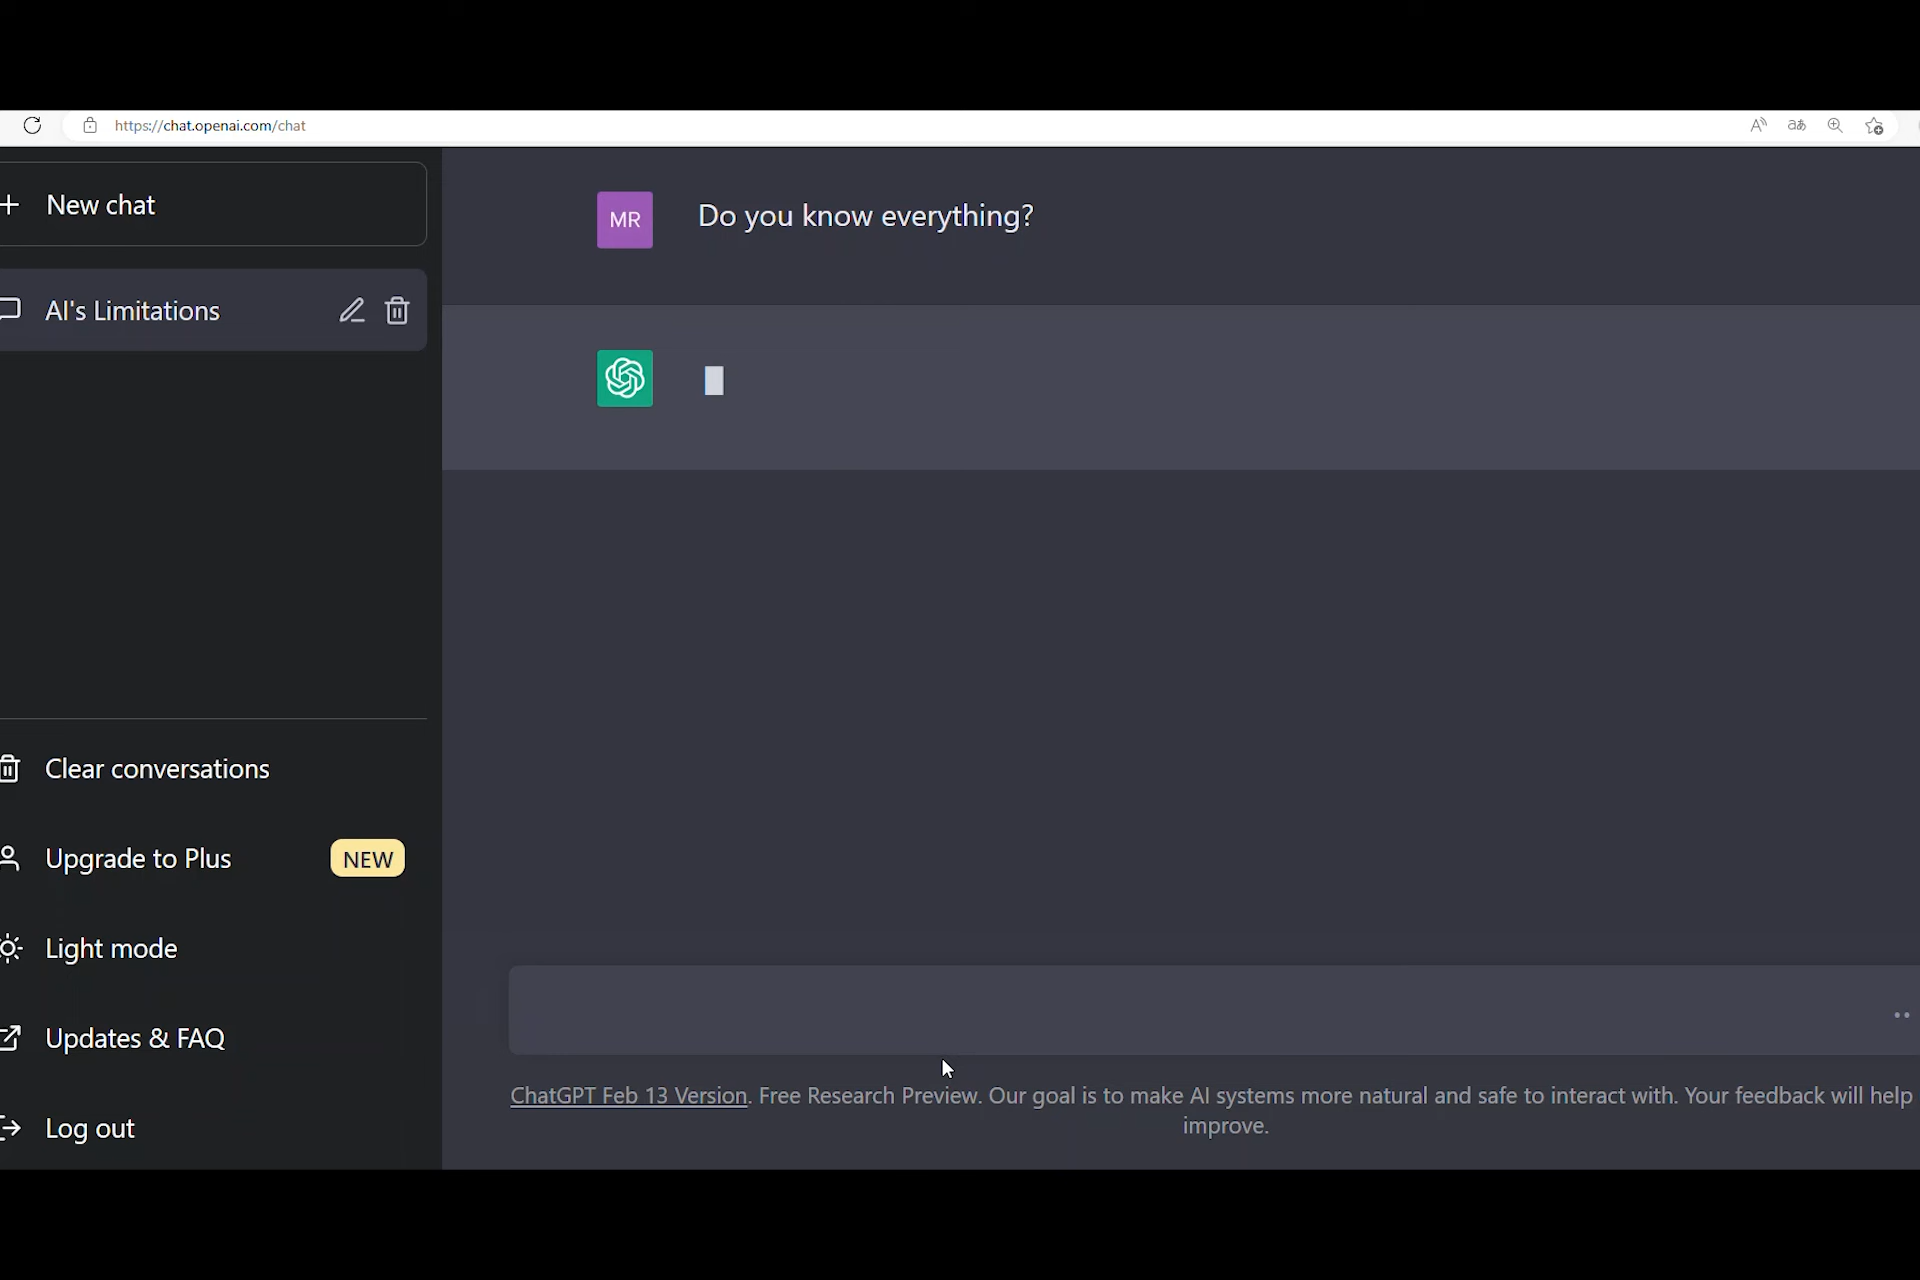 https://chat.openai.com/chat
New chat
AI's Limitations
Clear conversations
Upgrade to Plus NEW
Light mode
Updates & FAQ
Log out
MR Do you know everything?
ChatGPT Feb 13 Version. Free Research Preview. Our goal is to make AI systems more natural and safe to interact with. Your feedback will help
improve.